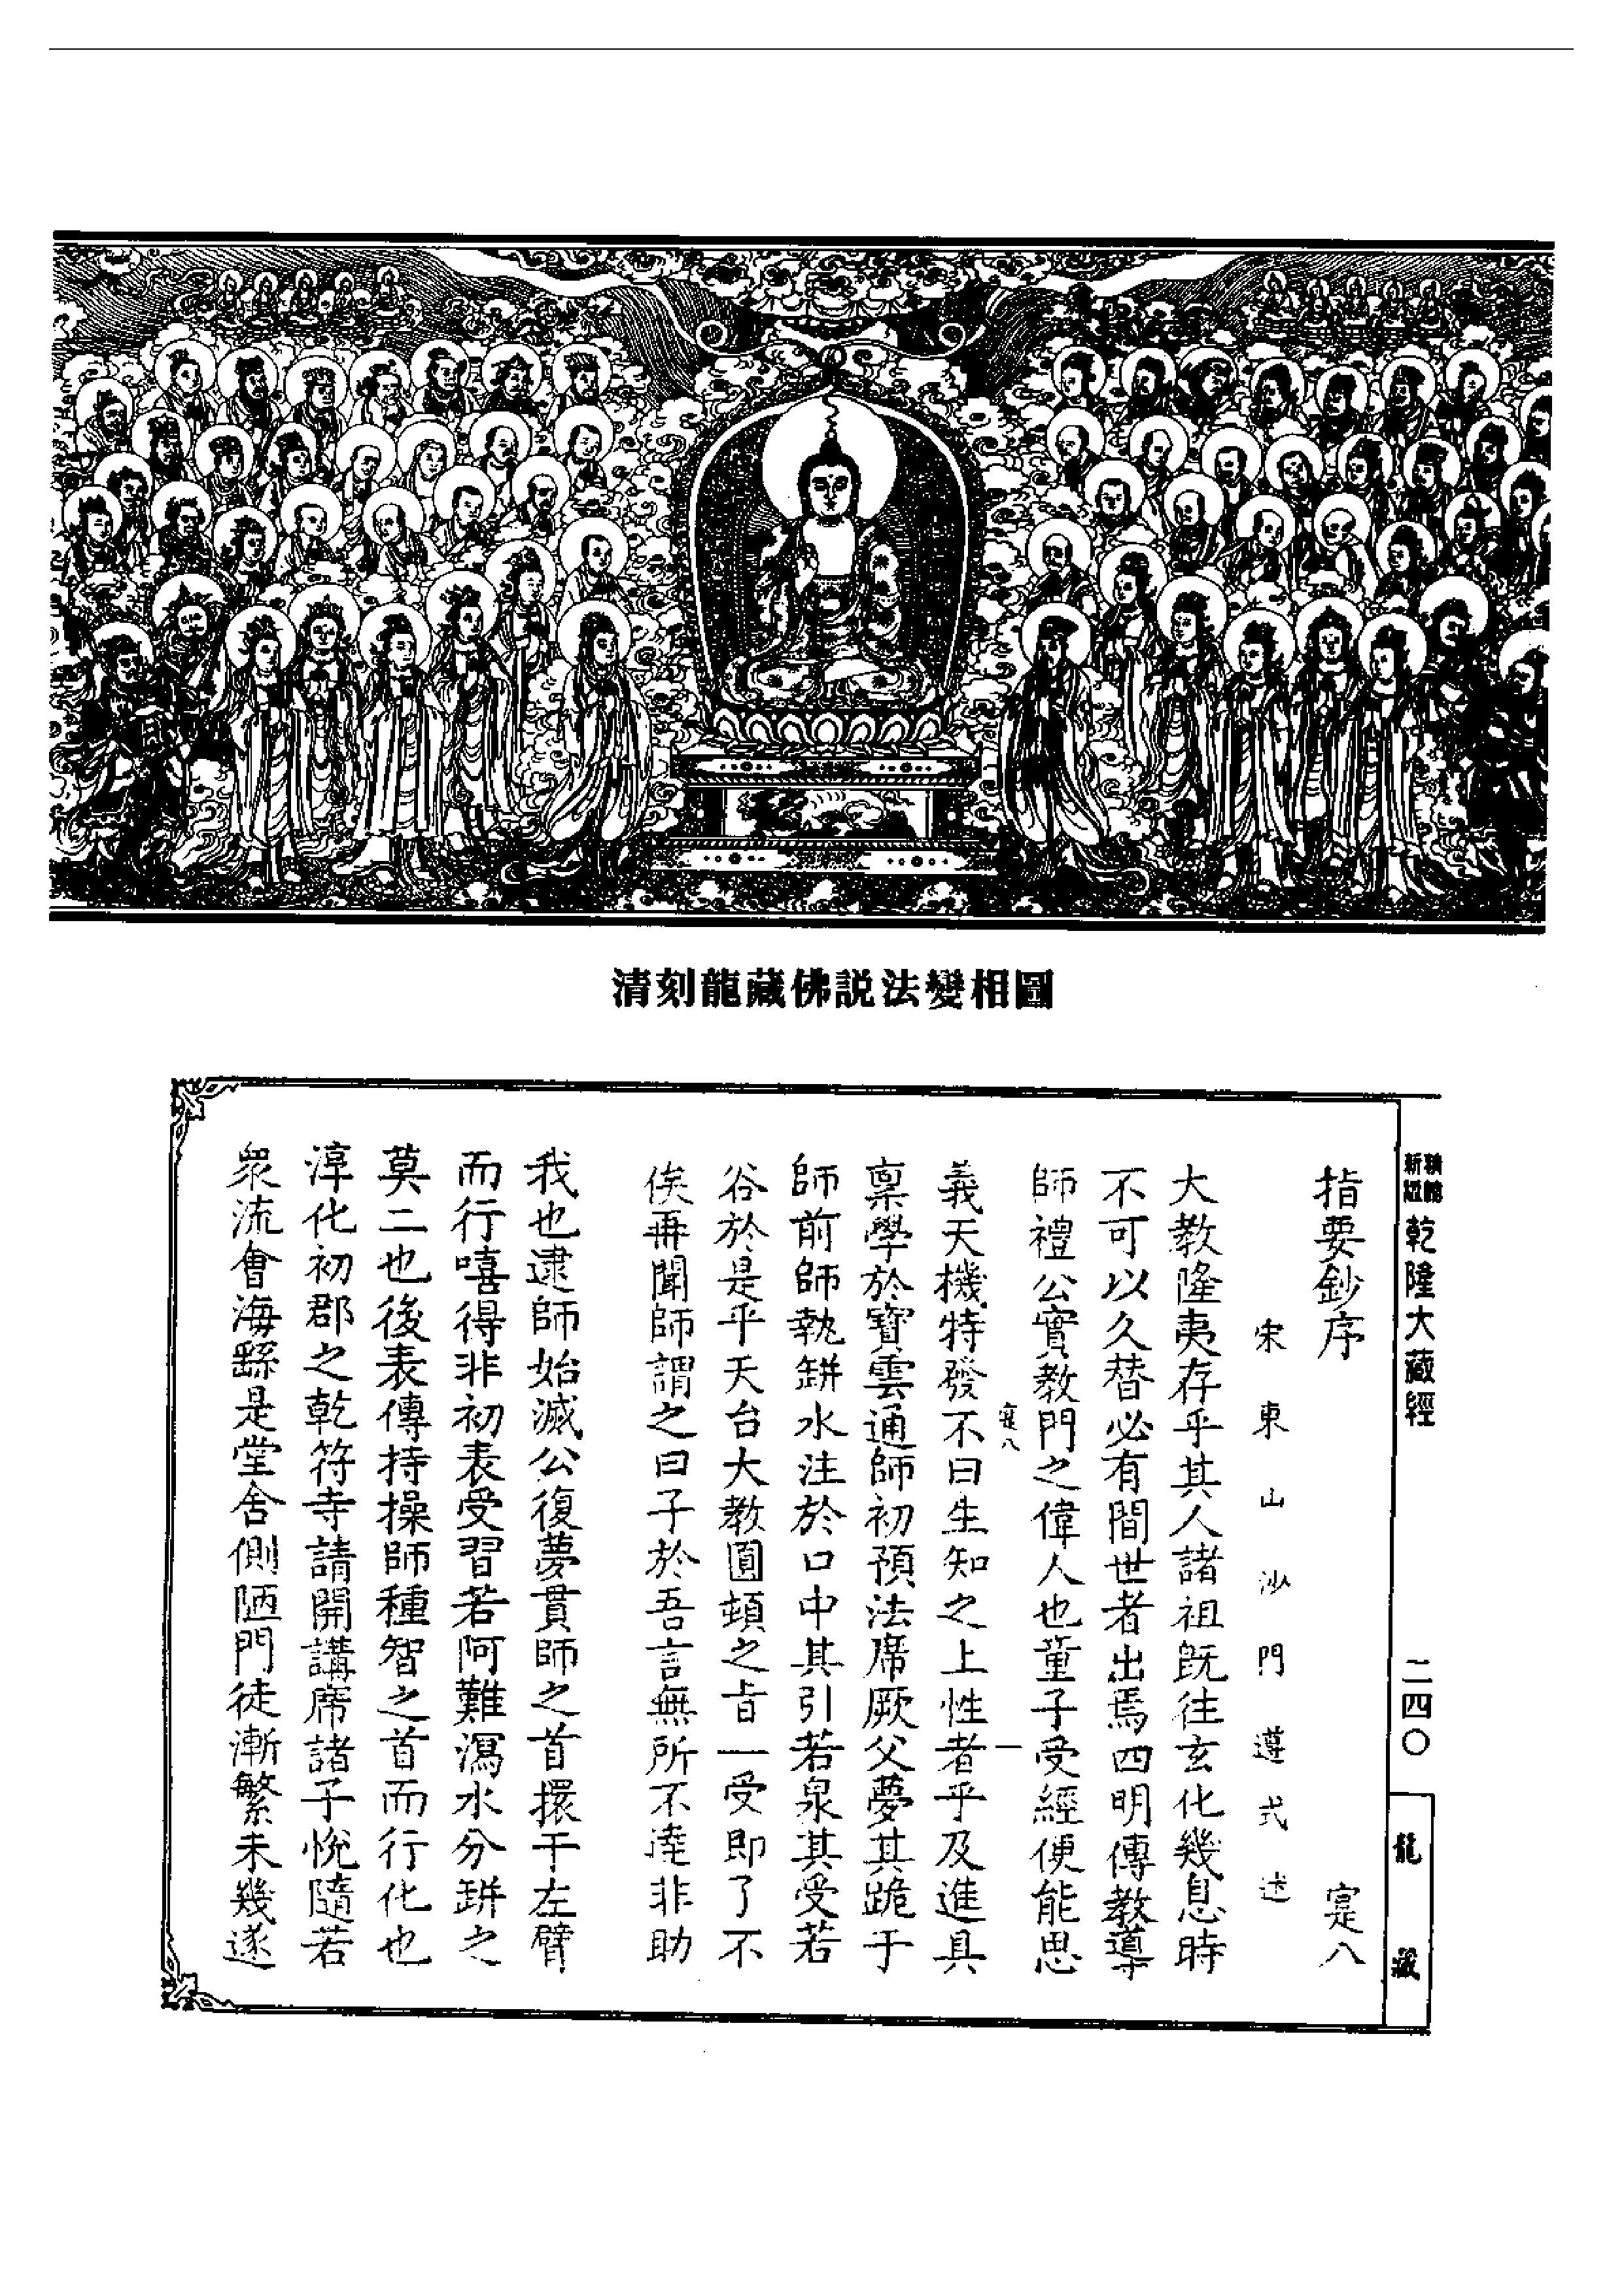 清刻龍藏佛説法變相圖
新編縮版
乾隆大藏經
二四〇
龍藏
指要鈔序 寔八
宋東山沙門遵式述
大教隆夷存乎其人諸祖既往玄化幾息時
不可以久替必有間世者出焉四明傳教導
師禮公實教門之偉人也童子受經便能思
寔八 一
義天機特發不曰生知之上性者乎及進具
稟學於寶雲通師初預法席厥父夢其跪于
師前師執缾水注於口中其引若泉其受若
谷於是乎天台大教圓頓之旨一受即了不
俟再聞師謂之曰子於吾言無所不達非助
我也逮師始滅公復夢貫師之首擐于左臂
而行嘻得非初表受習若阿難瀉水分缾之
莫二也後表傳持操師種智之首而行化也
淳化初郡之乾符寺請開講席諸子悅隨若
眾流會海繇是堂舍側陋門徒漸繁未幾遂